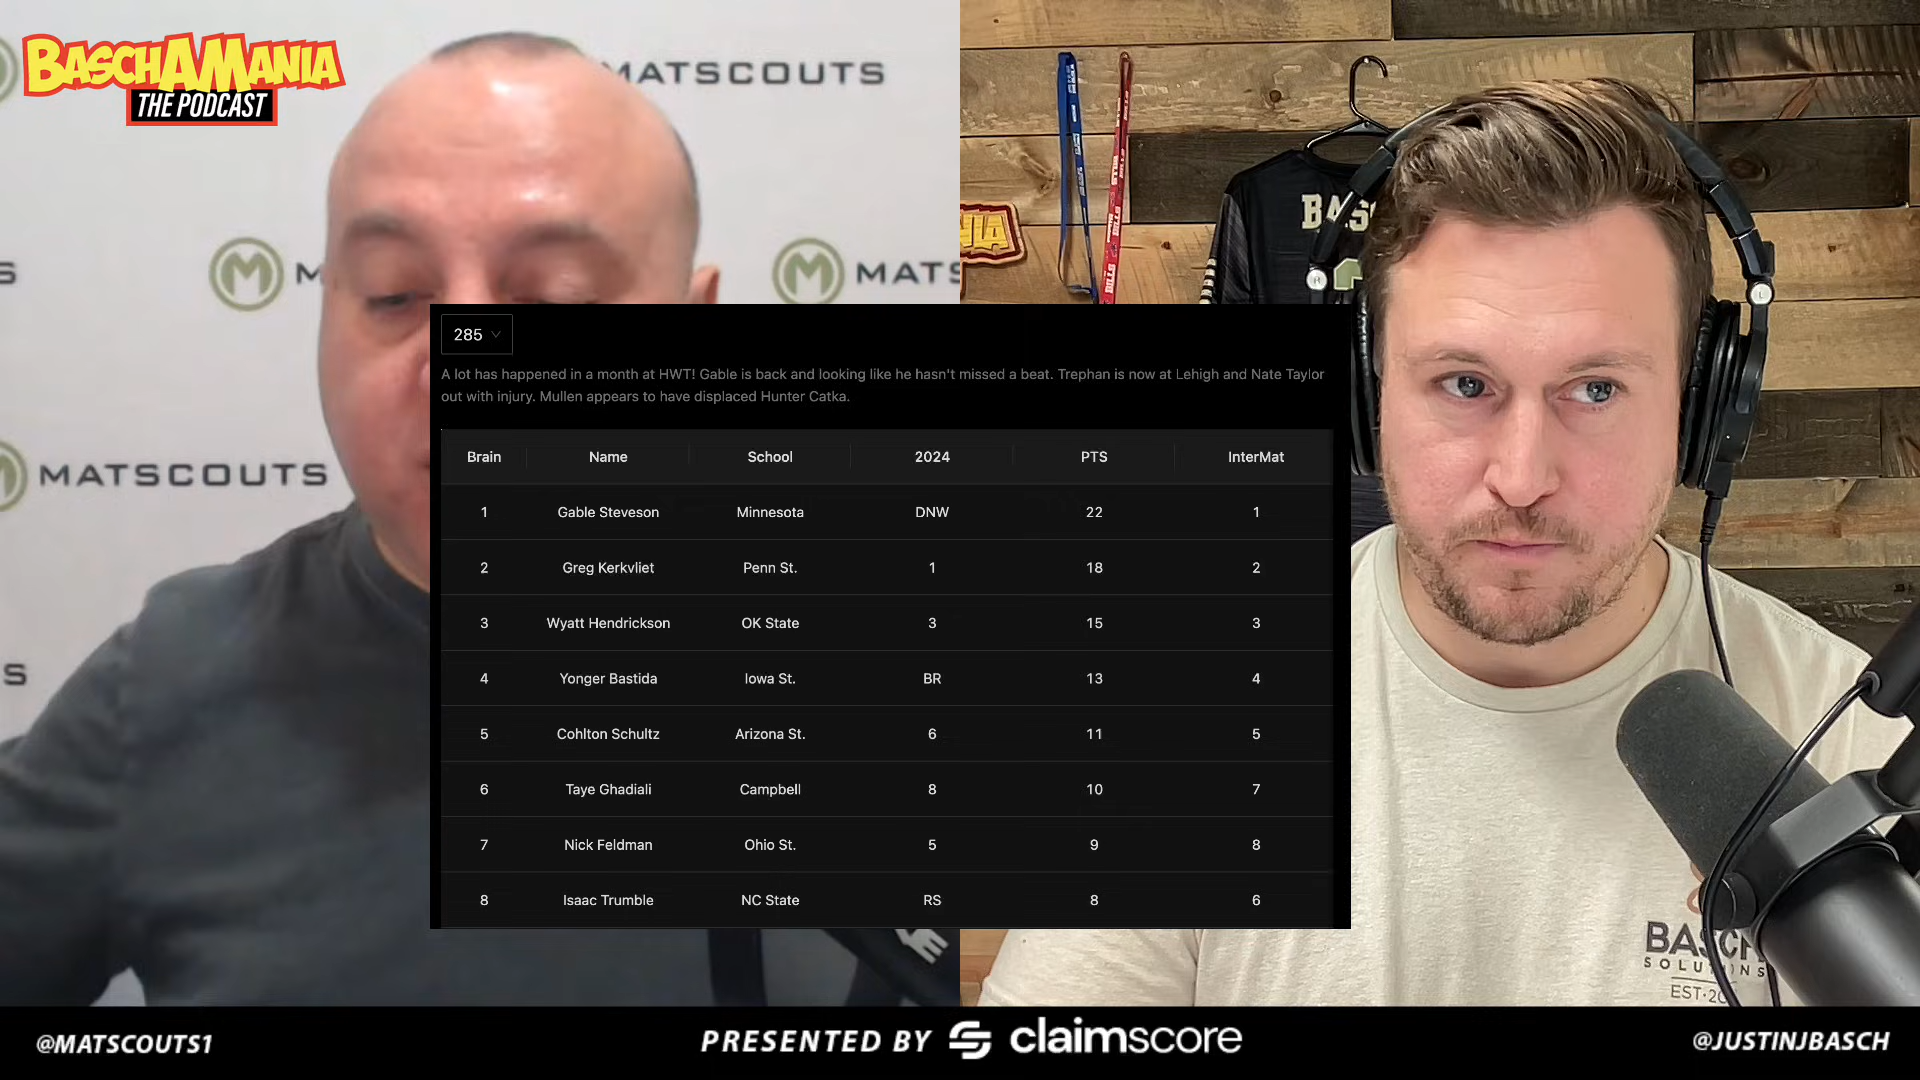 BASCHAMANIA
THE PODCAST
MATSCOUTS
MATS
MATSCOUTS
BAS
BILLS
285
A lot has happened in a month at HWT! Gable is back and looking like he hasn't missed a beat. Trephan is now at Lehigh and Nate Taylor
out with injury. Mullen appears to have displaced Hunter Catka.
Brain Name School 2024 PTS InterMat
1 Gable Steveson Minnesota DNW 22 1
2 Greg Kerkvliet Penn St. 1 18 2
3 Wyatt Hendrickson OK State 3 15 3
4 Yonger Bastida Iowa St. BR 13 4
5 Cohlton Schultz Arizona St. 6 11 5
6 Taye Ghadiali Campbell 8 10 7
7 Nick Feldman Ohio St. 5 9 8
8 Isaac Trumble NC State RS 8 6
BASCH
SOLUTIONS
EST·20
@MATSCOUTS1
PRESENTED BY claimscore
@JUSTINJBASCH